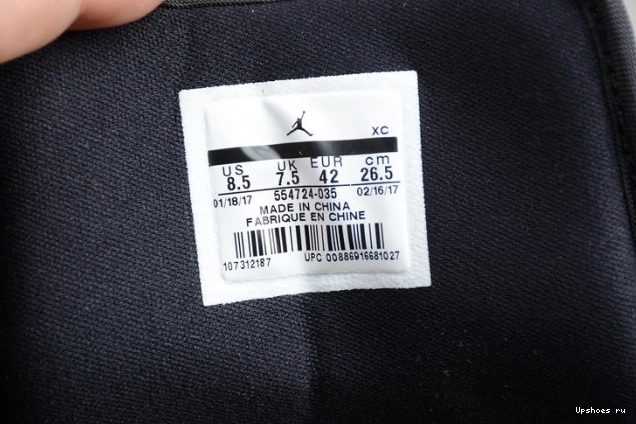 XC
US UK EUR cm
8.5 7.5 42 26.5
01/18/17 554724-035 02/16/17
MADE IN CHINA
FABRIQUE EN CHINE
107312187 UPC 00886916681027
Upshoes ru